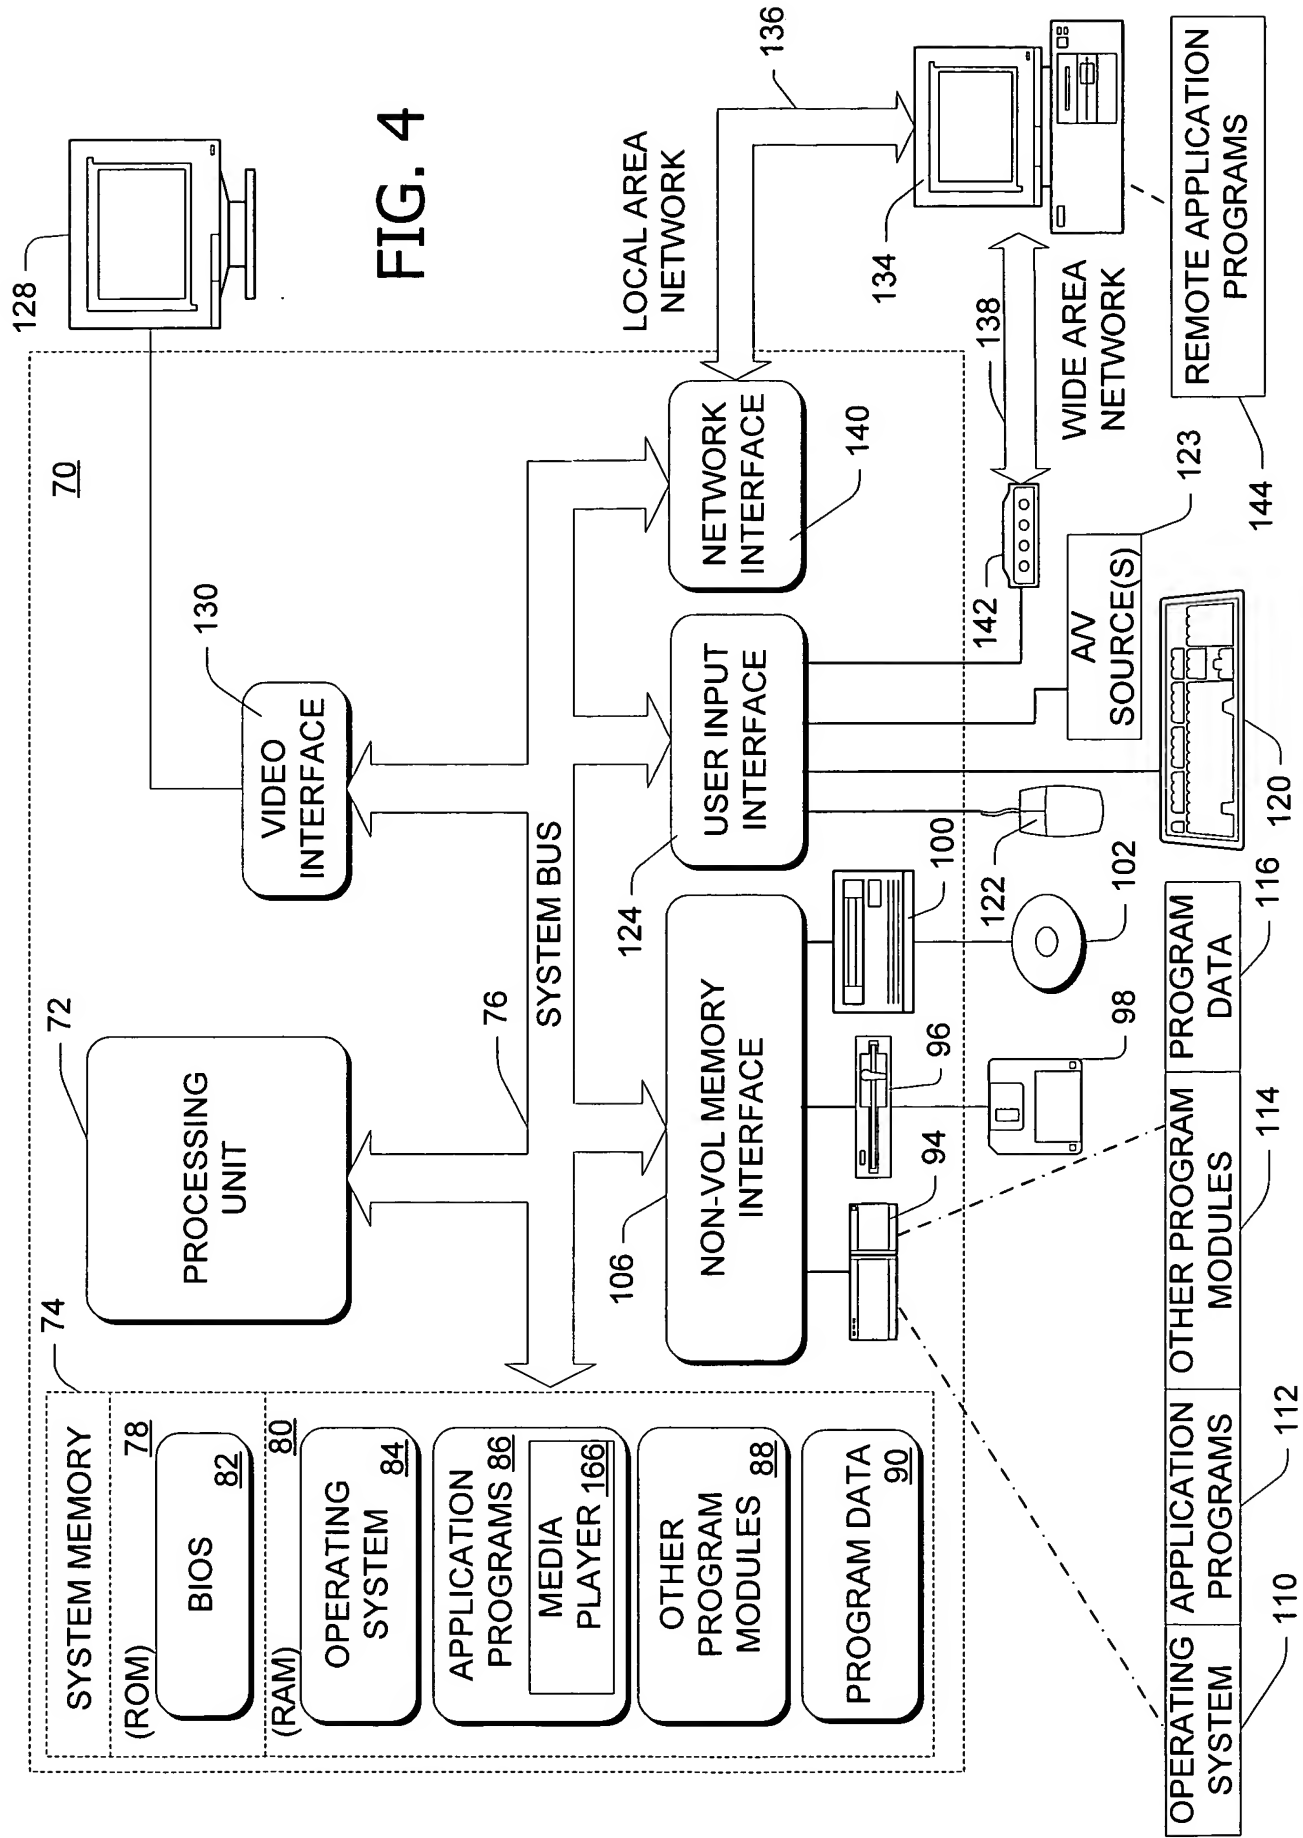 70
128
FIG. 4
72
PROCESSING
UNIT
130
VIDEO
INTERFACE
74
SYSTEM MEMORY
(ROM) 78
BIOS
82
(RAM) 80
OPERATING
SYSTEM 84
APPLICATION
PROGRAMS 86
MEDIA
PLAYER 166
OTHER
PROGRAM
MODULES 88
PROGRAM DATA
90
76
SYSTEM BUS
106
NON-VOL MEMORY
INTERFACE
124
USER INPUT
INTERFACE
NETWORK
INTERFACE
140
LOCAL AREA
NETWORK
136
134
138
WIDE AREA
NETWORK
142
A/V
SOURCE(S)
123
94
96
98
100
102
122
120
REMOTE APPLICATION
PROGRAMS
144
OPERATING
SYSTEM
110
APPLICATION
PROGRAMS
112
OTHER PROGRAM
MODULES
114
PROGRAM
DATA
116